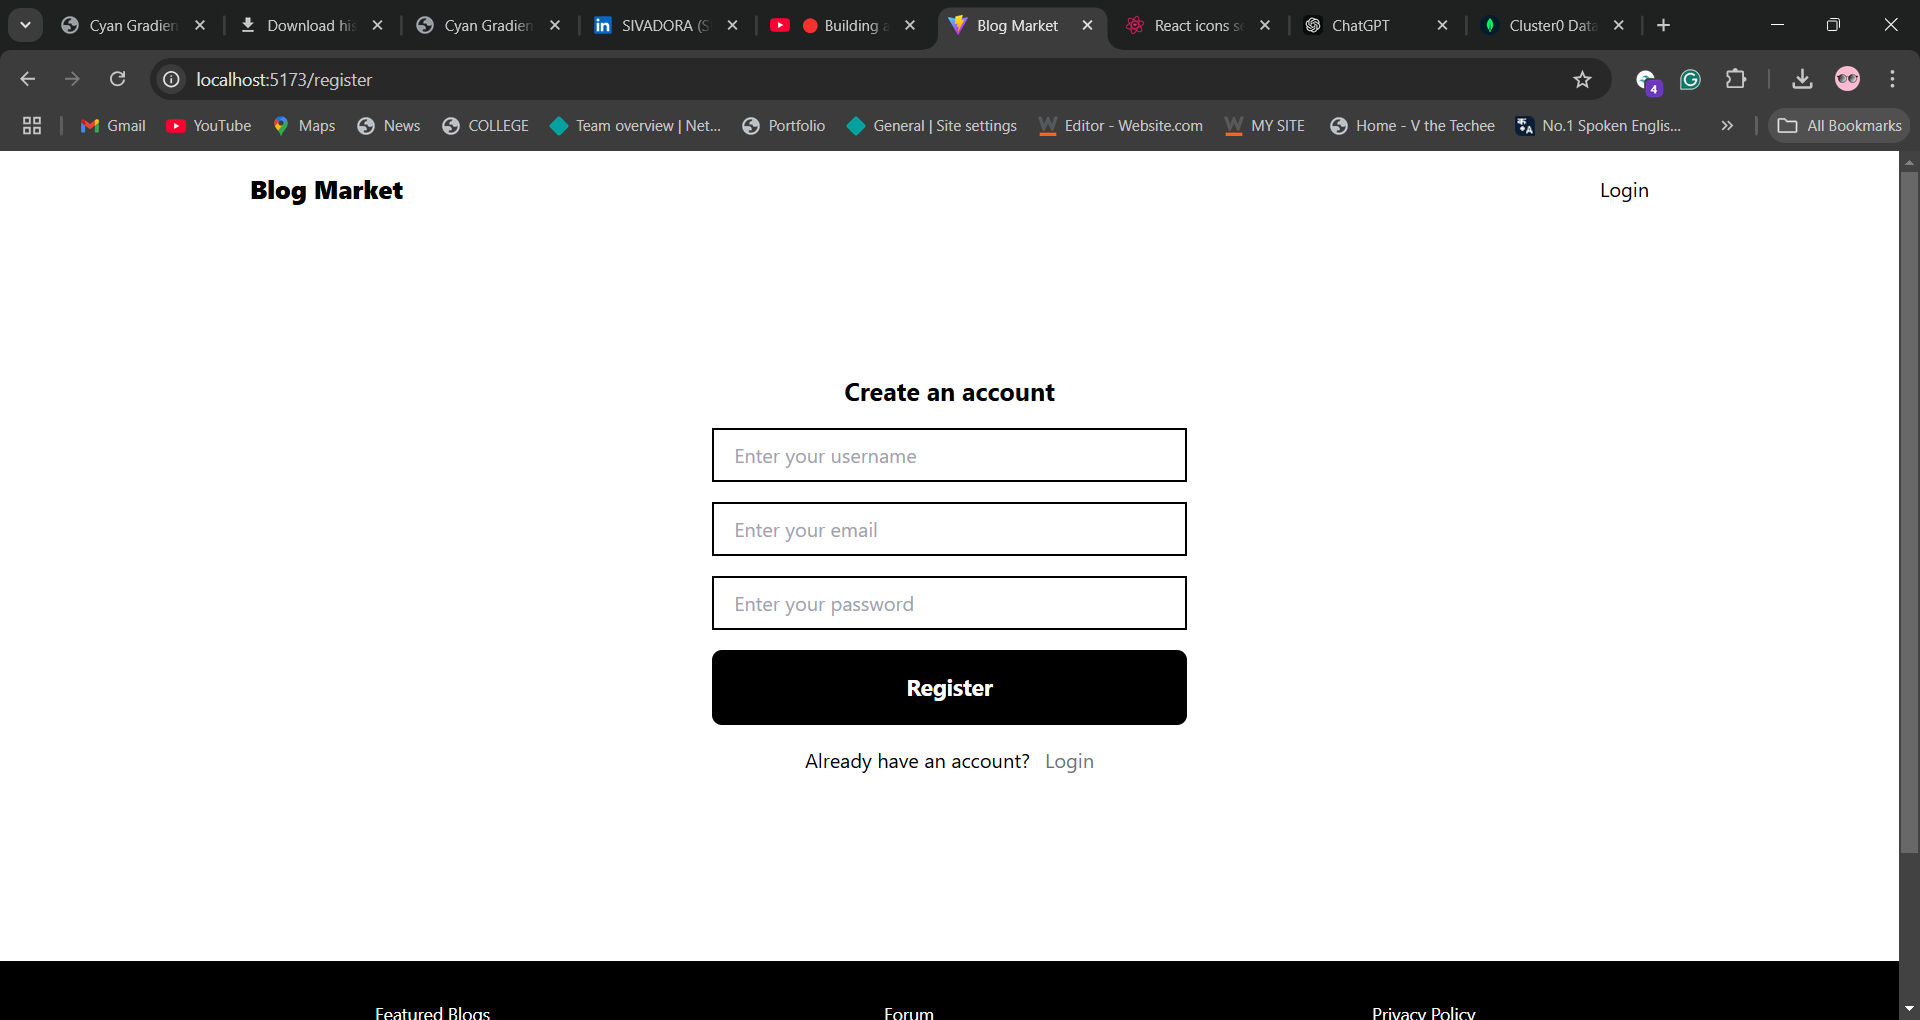 Cyan Gradien
Download his
Cyan Gradien
SIVADORA (S
Building a
Blog Market
React icons s
ChatGPT
Cluster0 Data
localhost:5173/register
4
Gmail
YouTube
Maps
News
COLLEGE
Team overview | Net...
Portfolio
General | Site settings
Editor - Website.com
MY SITE
Home - V the Techee
No.1 Spoken Englis...
All Bookmarks
Blog Market
Login
Create an account
Enter your username
Enter your email
Enter your password
Register
Already have an account? Login
Featured Blogs
Forum
Privacy Policy